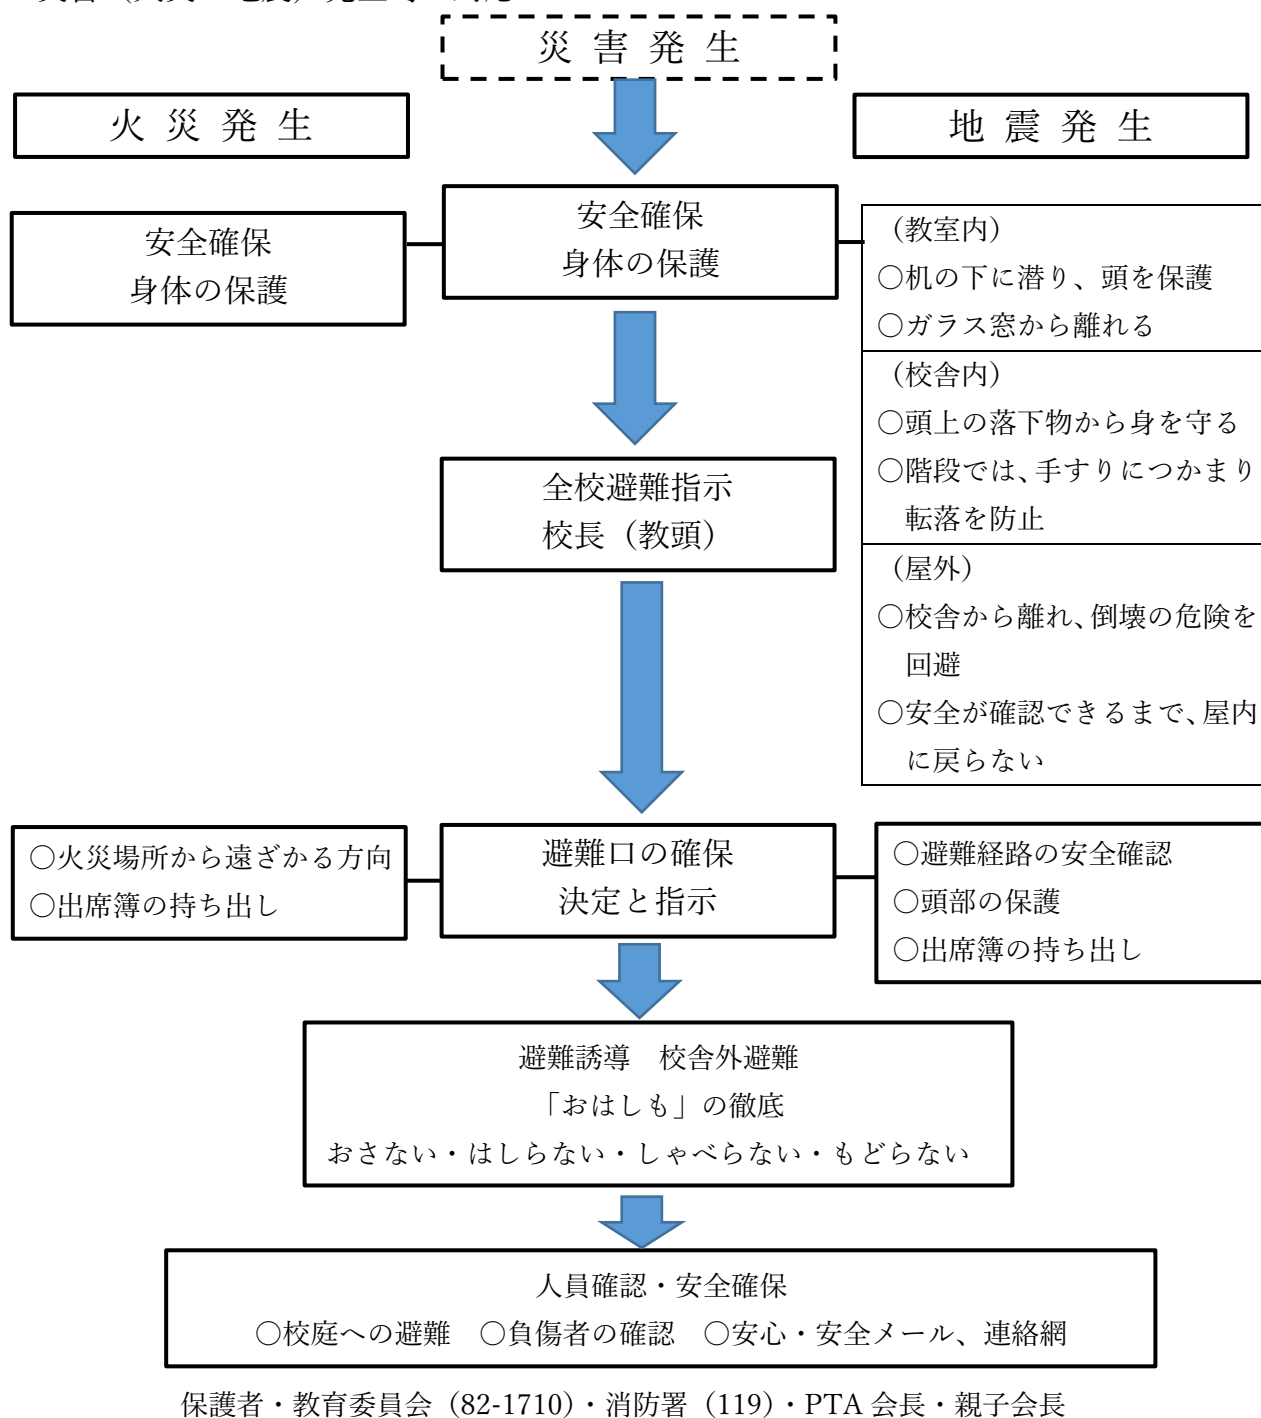 災 害 発 生
火 災 発 生
地 震 発 生
安全確保
身体の保護
安全確保
身体の保護
（教室内）
○机の下に潜り、頭を保護
○ガラス窓から離れる
（校舎内）
○頭上の落下物から身を守る
○階段では、手すりにつかまり
転落を防止
（屋外）
○校舎から離れ、倒壊の危険を
回避
○安全が確認できるまで、屋内
に戻らない
全校避難指示
校長（教頭）
○火災場所から遠ざかる方向
○出席簿の持ち出し
避難口の確保
決定と指示
○避難経路の安全確認
○頭部の保護
○出席簿の持ち出し
避難誘導　校舎外避難
「おはしも」の徹底
おさない・はしらない・しゃべらない・もどらない
人員確認・安全確保
○校庭への避難　○負傷者の確認　○安心・安全メール、連絡網
保護者・教育委員会（82-1710）・消防署（119）・PTA 会長・親子会長